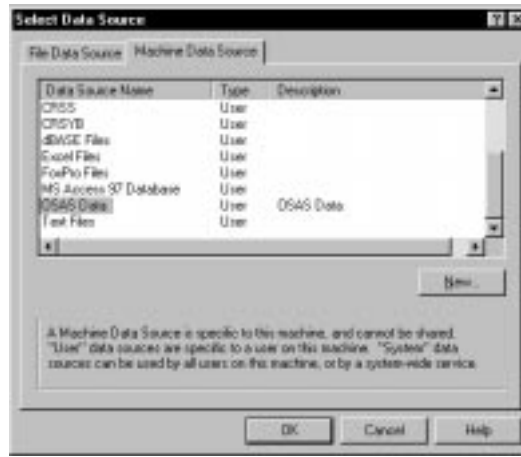 Select Data Source
File Data Source Machine Data Source
Data Source Name Type Description
CRSS User
CRSYB User
dBASE Files User
Excel Files User
FoxPro Files User
MS Access 97 Database User
OSAS Data User OSAS Data
Text Files User
New...
A Machine Data Source is specific to this machine, and cannot be shared.
"User" data sources are specific to a user on this machine. "System" data
sources can be used by all users on this machine, or by a system-wide service.
OK Cancel Help